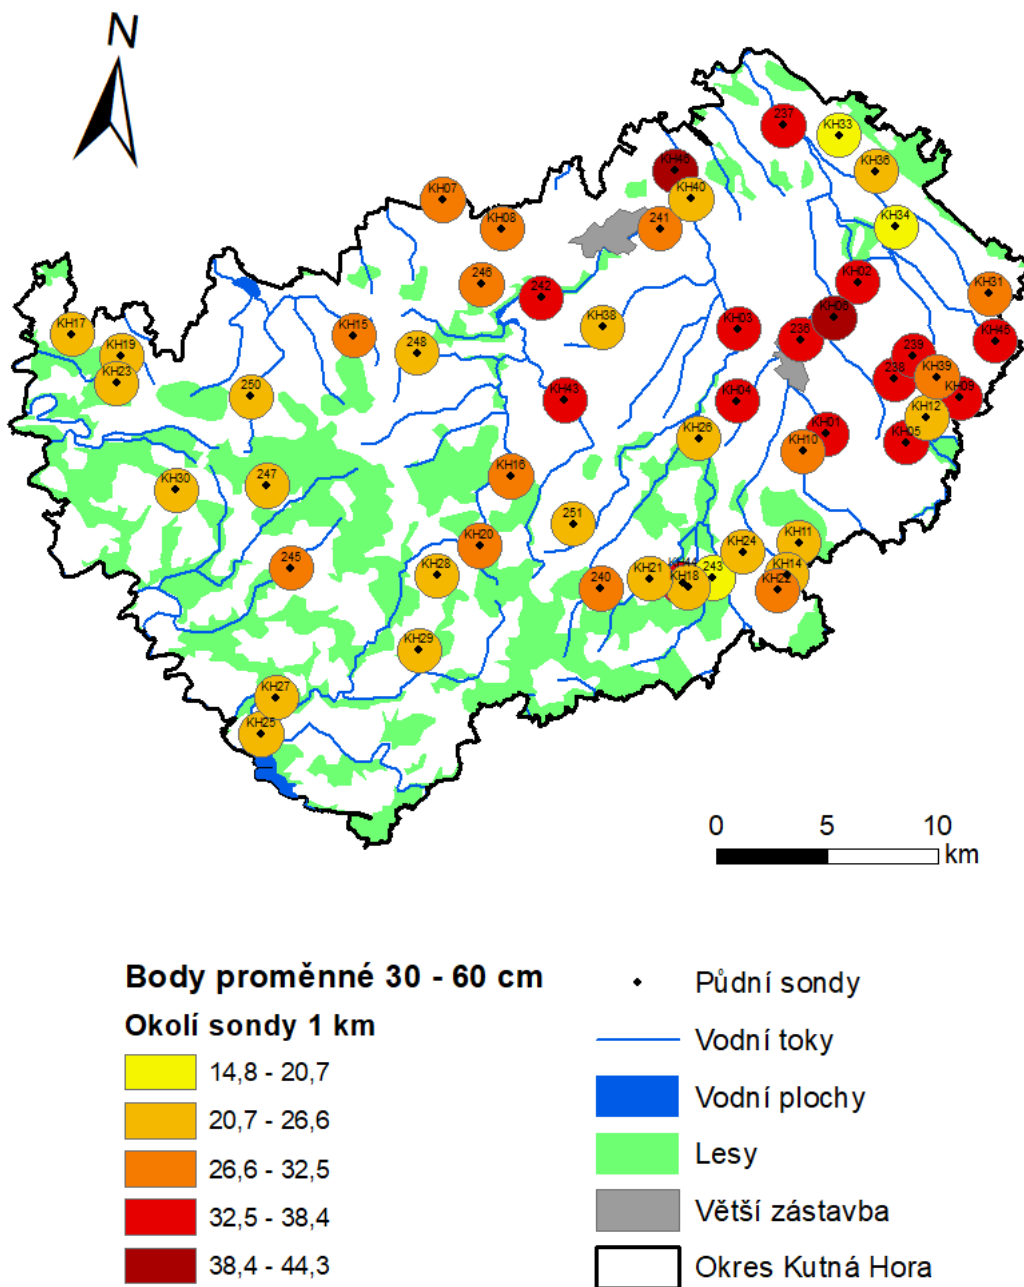 N
237
KH33
KH36
KH40
KH07
KH34
KH08
241
KH02
246
KH31
242
KH06
KH17
KH38
KH03
KH15
236
KH19
248
239
KH23
238
KH39
250
KH43
KH04
KH09
KH12
KH26
KH01
KH05
KH10
KH16
KH30
247
251
KH20
KH11
KH24
245
KH28
KH21
KH18
243
KH14
240
KH22
KH29
KH27
KH25
0 5 10
km
Body proměnné 30 - 60 cm
Okolí sondy 1 km
14,8 - 20,7
20,7 - 26,6
26,6 - 32,5
32,5 - 38,4
38,4 - 44,3
Půdní sondy
Vodní toky
Vodní plochy
Lesy
Větší zástavba
Okres Kutná Hora